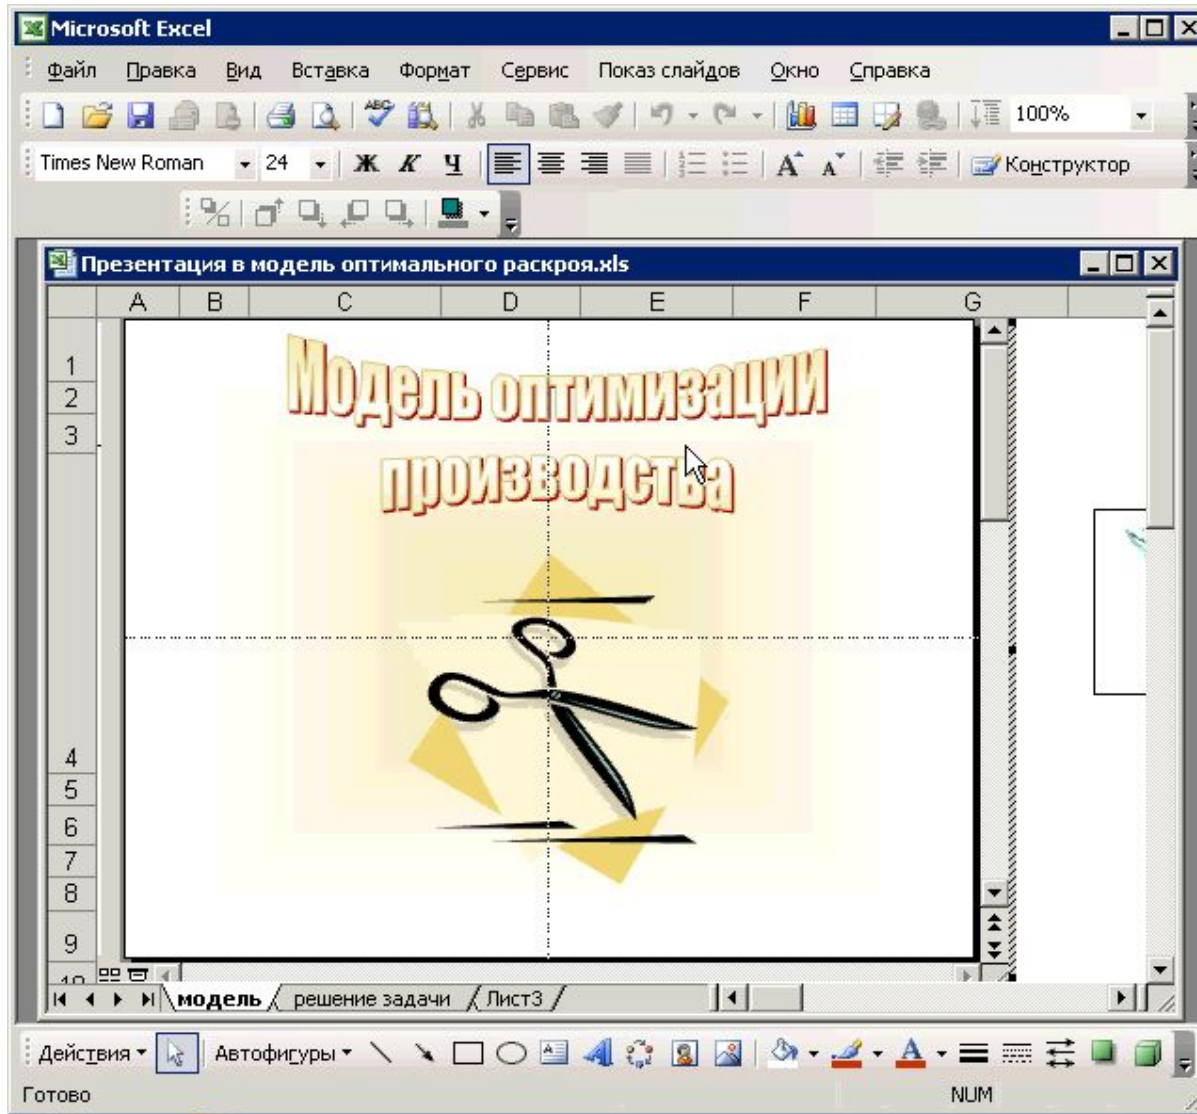 Microsoft Excel
Файл Правка Вид Вставка Формат Сервис Показ слайдов Окно Справка
ABC 100%
Times New Roman 24 Ж К Ч A A Конструктор
Презентация в модель оптимального раскроя.xls
A B C D E F G
1
2
3
4
5
6
7
8
9
10
Модель оптимизации
производства
модель решение задачи Лист3
Действия Автофигуры A A A
Готово NUM